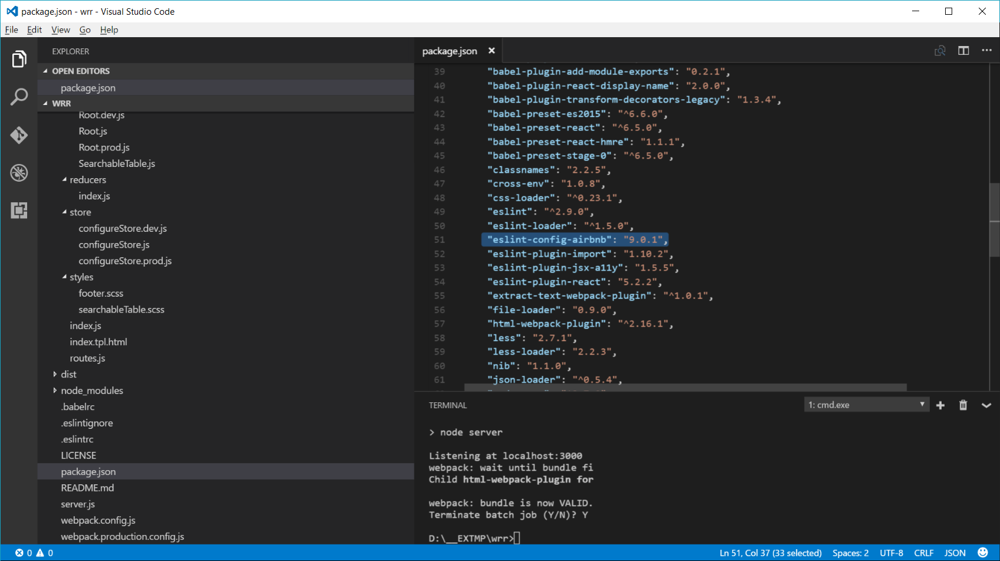 package.json - wrr - Visual Studio Code
File Edit View Go Help
EXPLORER
OPEN EDITORS
package.json
WRR
Root.dev.js
Root.js
Root.prod.js
SearchableTable.js
reducers
index.js
store
configureStore.dev.js
configureStore.js
configureStore.prod.js
styles
footer.scss
searchableTable.scss
index.js
index.tpl.html
routes.js
dist
node_modules
.babelrc
.eslintignore
.eslintrc
LICENSE
package.json
README.md
server.js
webpack.config.js
webpack.production.config.js
package.json
39 "babel-plugin-add-module-exports": "0.2.1",
40 "babel-plugin-react-display-name": "2.0.0",
41 "babel-plugin-transform-decorators-legacy": "1.3.4",
42 "babel-preset-es2015": "^6.6.0",
43 "babel-preset-react": "^6.5.0",
44 "babel-preset-react-hmre": "1.1.1",
45 "babel-preset-stage-0": "^6.5.0",
46 "classnames": "2.2.5",
47 "cross-env": "1.0.8",
48 "css-loader": "^0.23.1",
49 "eslint": "^2.9.0",
50 "eslint-loader": "^1.5.0",
51 "eslint-config-airbnb": "9.0.1",
52 "eslint-plugin-import": "1.10.2",
53 "eslint-plugin-jsx-a11y": "1.5.5",
54 "eslint-plugin-react": "5.2.2",
55 "extract-text-webpack-plugin": "^1.0.1",
56 "file-loader": "0.9.0",
57 "html-webpack-plugin": "^2.16.1",
58 "less": "2.7.1",
59 "less-loader": "2.2.3",
60 "nib": "1.1.0",
61 "json-loader": "^0.5.4",
TERMINAL
1: cmd.exe
> node server
Listening at localhost:3000
webpack: wait until bundle fi
Child html-webpack-plugin for
webpack: bundle is now VALID.
Terminate batch job (Y/N)? Y
D:\__EXTMP\wrr>
0 0
Ln 51, Col 37 (33 selected) Spaces: 2 UTF-8 CRLF JSON